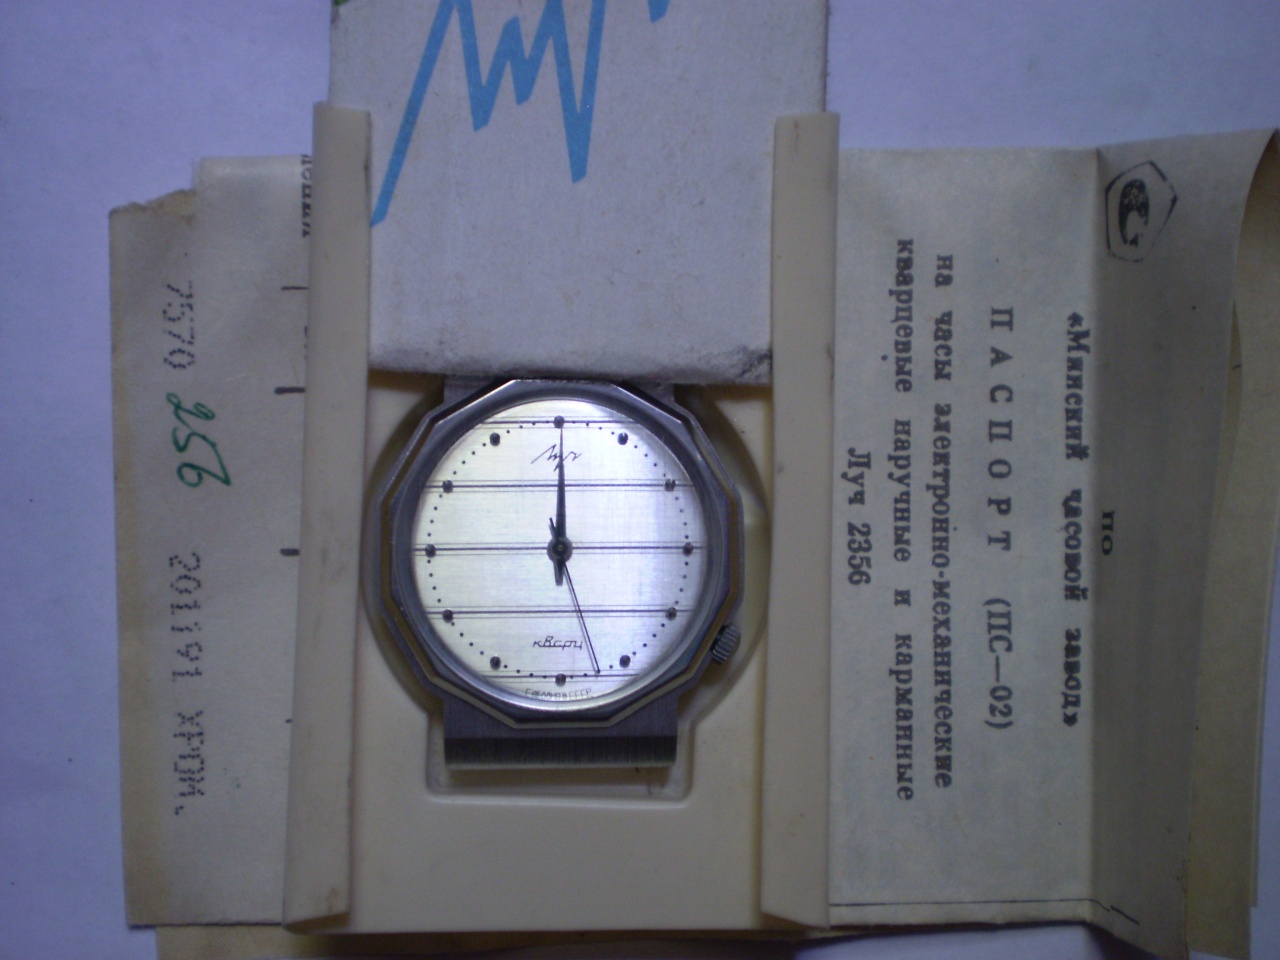 Луч
Луч
кварц
Сделано в СССР
по
«Минский часовой завод»
ПАСПОРТ (ПС—02)
на часы электронно-механические
кварцевые наручные и карманные
Луч 2356
7570 256 201191 ХРОМ.